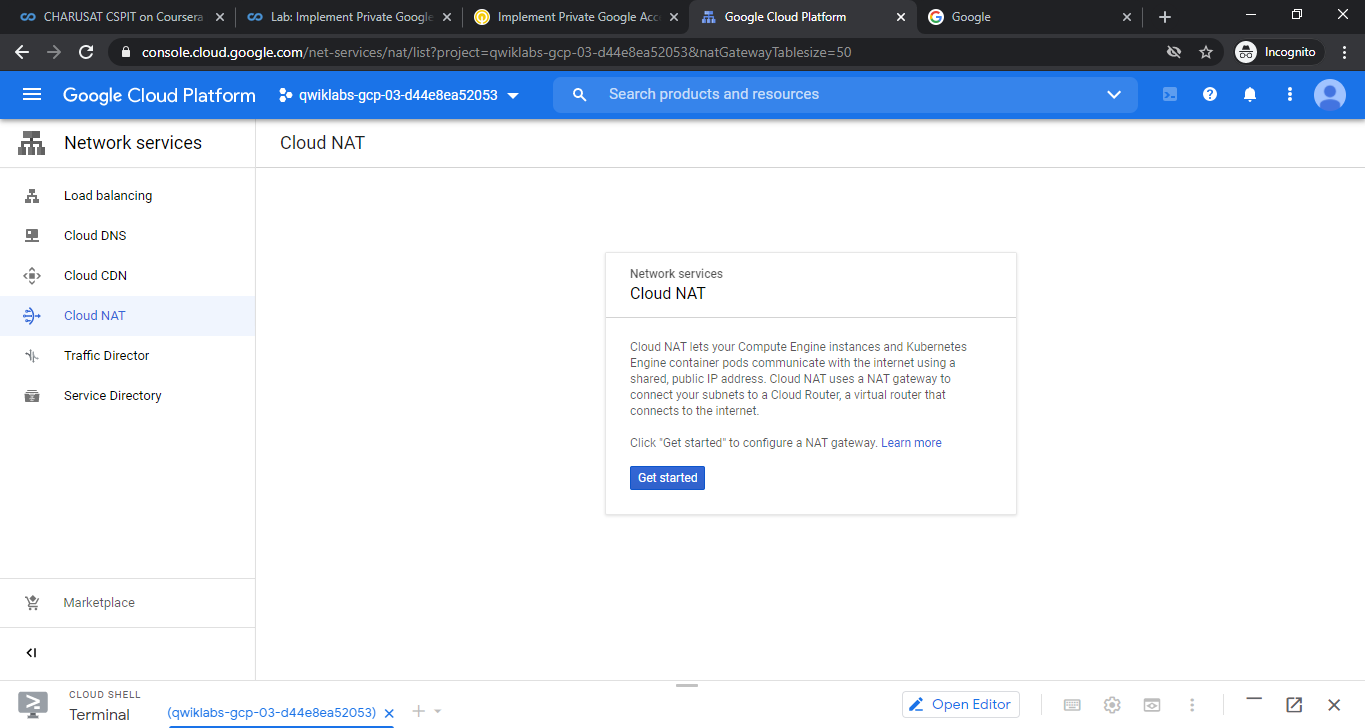 CHARUSAT CSPIT on Coursera
Lab: Implement Private Google
Implement Private Google Acc
Google Cloud Platform
Google
console.cloud.google.com/net-services/nat/list?project=qwiklabs-gcp-03-d44e8ea52053&natGatewayTablesize=50
Incognito
Google Cloud Platform
qwiklabs-gcp-03-d44e8ea52053
Search products and resources
Network services
Cloud NAT
Load balancing
Cloud DNS
Cloud CDN
Cloud NAT
Traffic Director
Service Directory
Marketplace
Network services
Cloud NAT
Cloud NAT lets your Compute Engine instances and Kubernetes
Engine container pods communicate with the internet using a
shared, public IP address. Cloud NAT uses a NAT gateway to
connect your subnets to a Cloud Router, a virtual router that
connects to the internet.
Click "Get started" to configure a NAT gateway. Learn more
Get started
CLOUD SHELL
Terminal
(qwiklabs-gcp-03-d44e8ea52053)
Open Editor